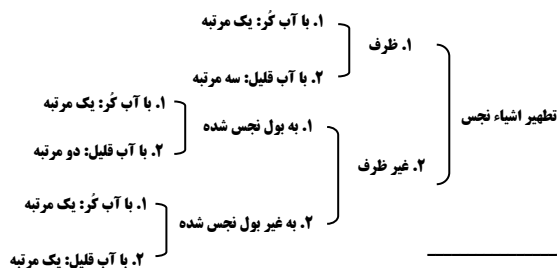 تطهیر اشیاء نجس
۱. ظرف
۱. با آب کُر: یک مرتبه
۲. با آب قلیل: سه مرتبه
۲. غیر ظرف
۱. به بول نجس شده
۱. با آب کُر: یک مرتبه
۲. با آب قلیل: دو مرتبه
۲. به غیر بول نجس شده
۱. با آب کُر: یک مرتبه
۲. با آب قلیل: یک مرتبه